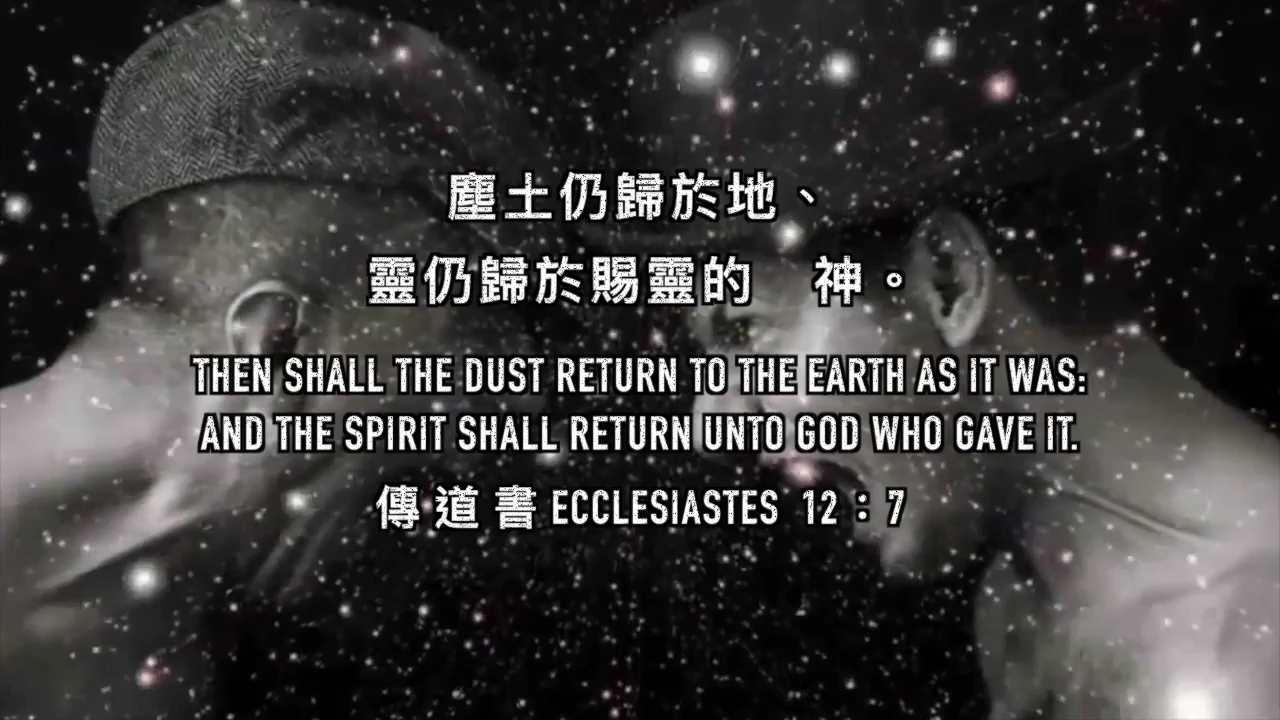 塵土仍歸於地、
靈仍歸於賜靈的　神。
THEN SHALL THE DUST RETURN TO THE EARTH AS IT WAS:
AND THE SPIRIT SHALL RETURN UNTO GOD WHO GAVE IT.
傳道書 ECCLESIASTES 12：7